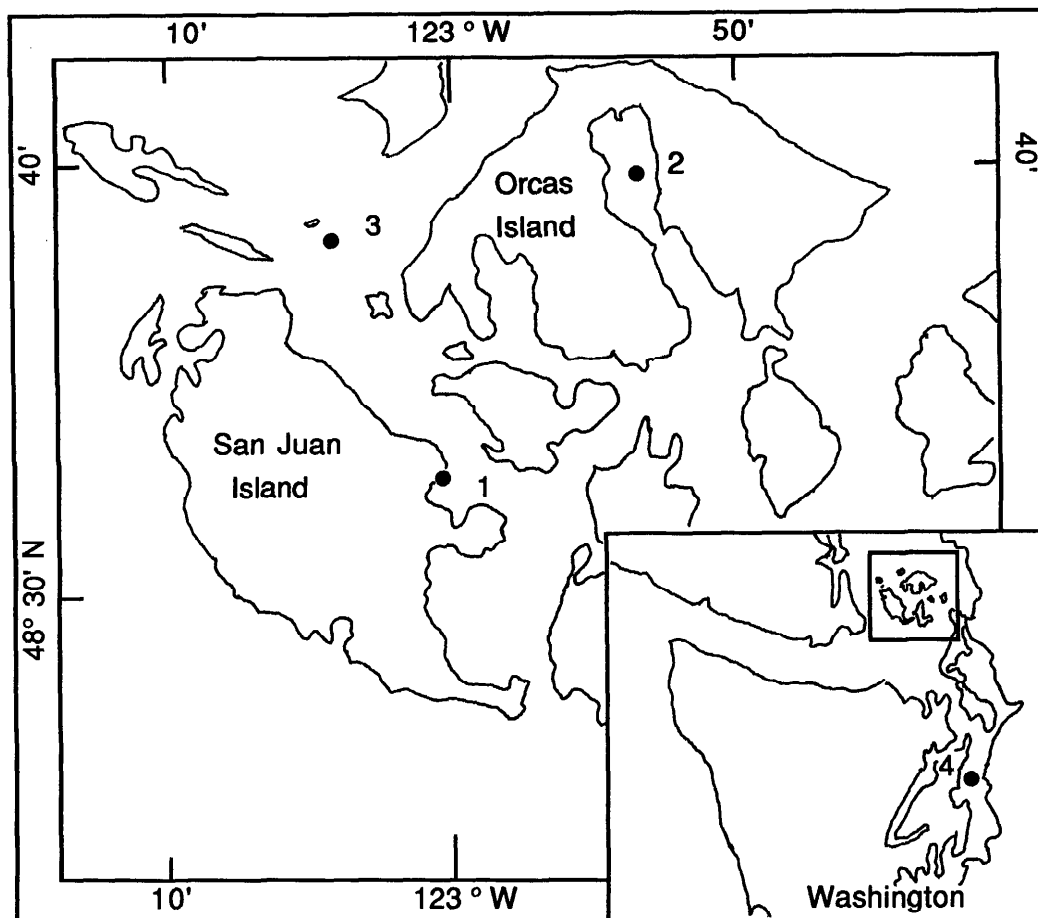 10'
123 ° W
50'
40'
40'
Orcas
Island
2
3
San Juan
Island
1
48° 30' N
4
10'
123 ° W
Washington